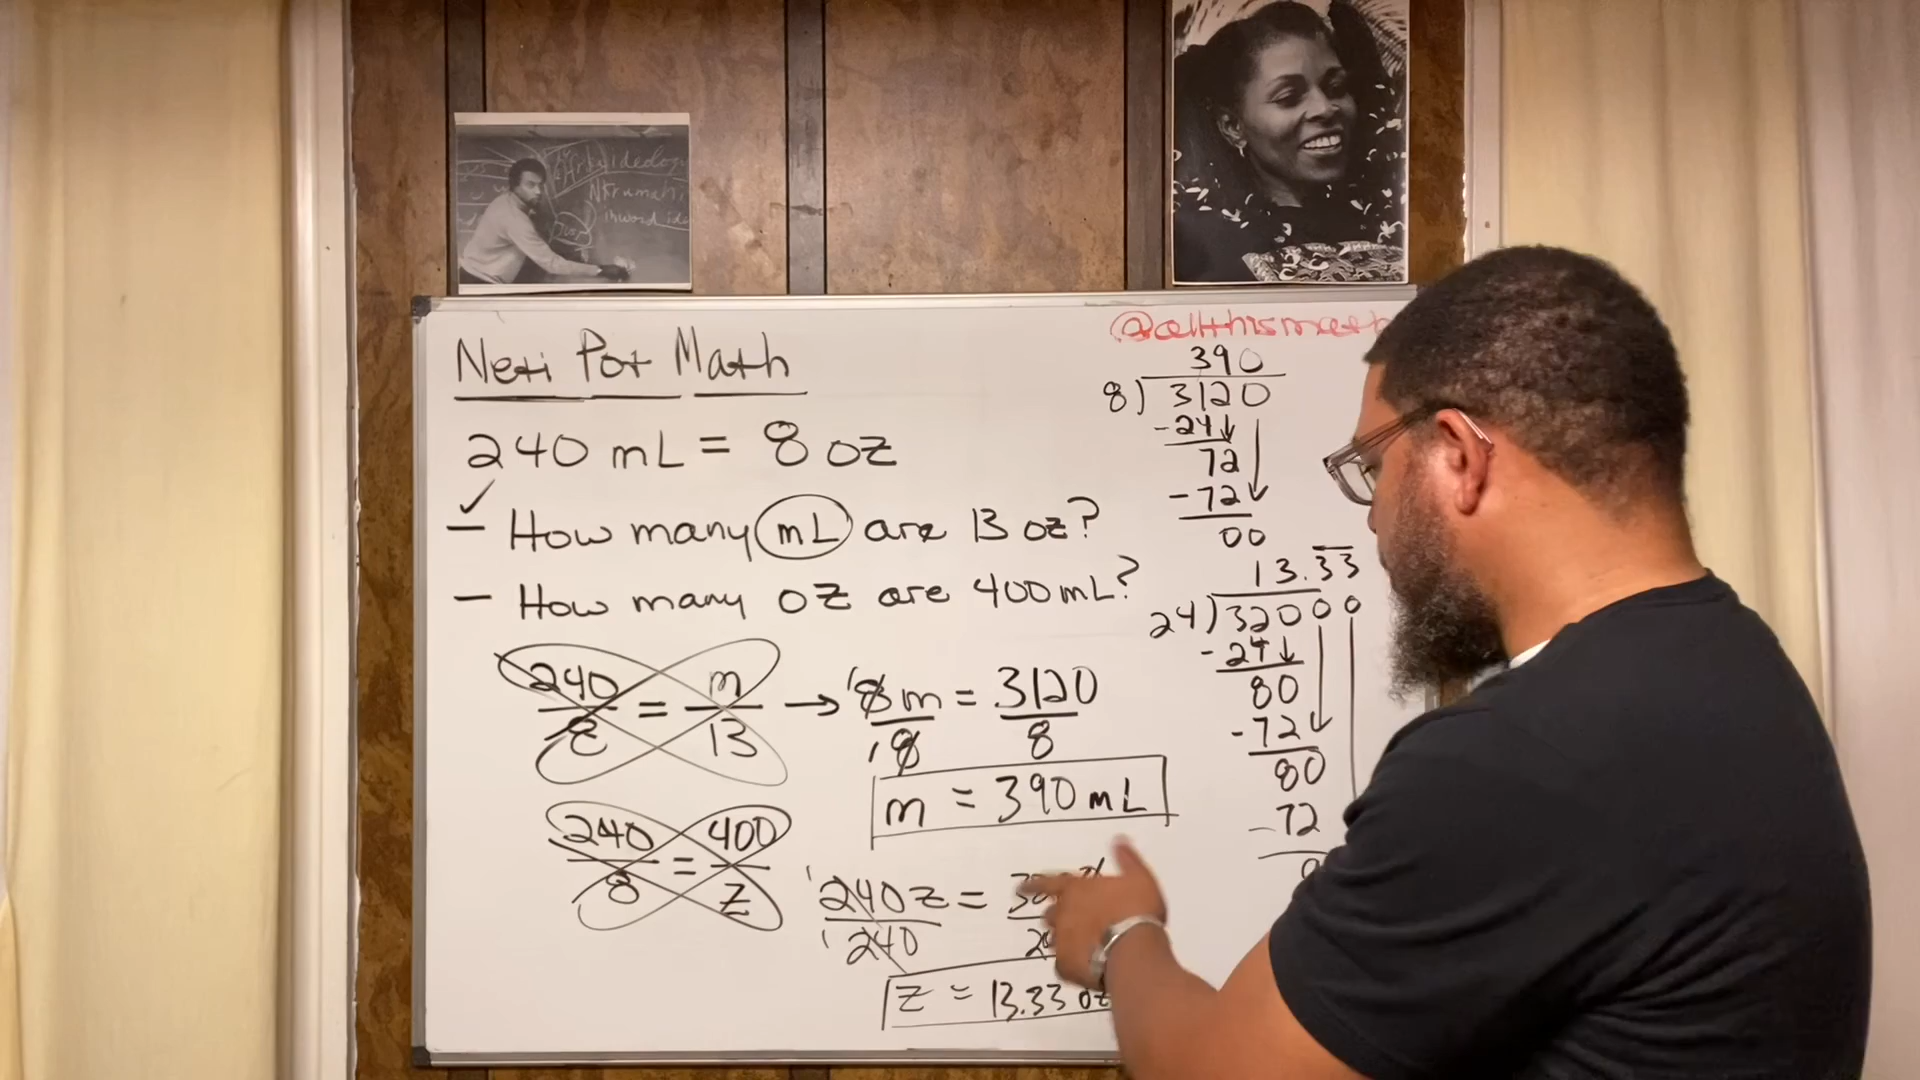 ideology
Nkrumah
Neti Pot Math
240 mL = 8 oz
✓
– How many mL are 13 oz?
– How many oz are 400 mL?
240/8 = m/13 → 8m/8 = 3120/8
m = 390 mL
240/8 = 400/z
240z/240 =
z = 13.33 oz
390
8)3120
-24
72
-72
00
13.33
24)32000
-24
80
-72
80
-72